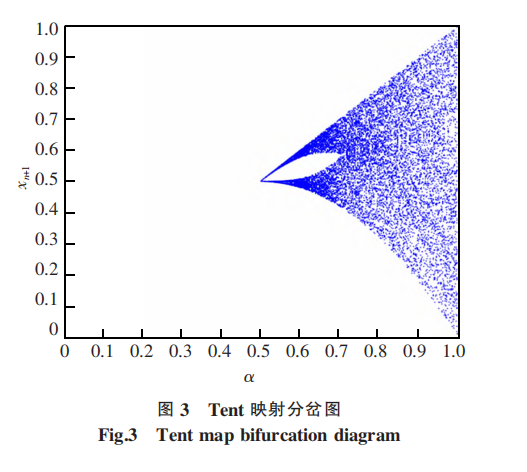 1.0
0.9
0.8
0.7
0.6
0.5
0.4
0.3
0.2
0.1
0
xn+1
0 0.1 0.2 0.3 0.4 0.5 0.6 0.7 0.8 0.9 1.0
α
图 3 Tent 映射分岔图
Fig.3 Tent map bifurcation diagram